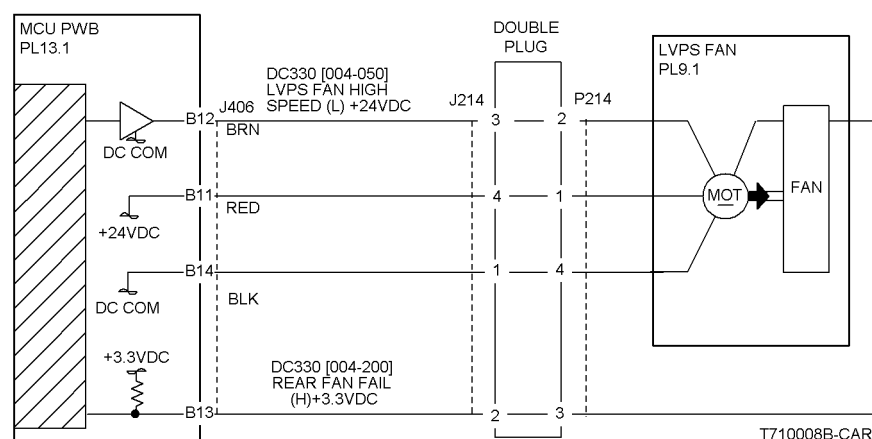 MCU PWB
PL13.1
DOUBLE
PLUG
LVPS FAN
PL9.1
DC330 [004-050]
LVPS FAN HIGH
SPEED (L) +24VDC
J406
J214
P214
B12
BRN
3
2
DC COM
B11
RED
4
1
MOT
FAN
+24VDC
B14
BLK
1
4
DC COM
+3.3VDC
DC330 [004-200]
REAR FAN FAIL
(H)+3.3VDC
B13
2
3
T710008B-CAR